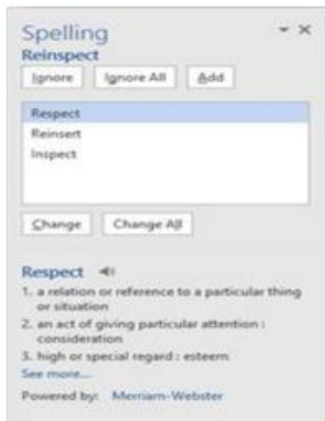 Spelling
Reinspect
Ignore Ignore All Add
Respect
Reinsert
Inspect
Change Change All
Respect
1. a relation or reference to a particular thing
or situation
2. an act of giving particular attention :
consideration
3. high or special regard : esteem
See more...
Powered by: Merriam-Webster